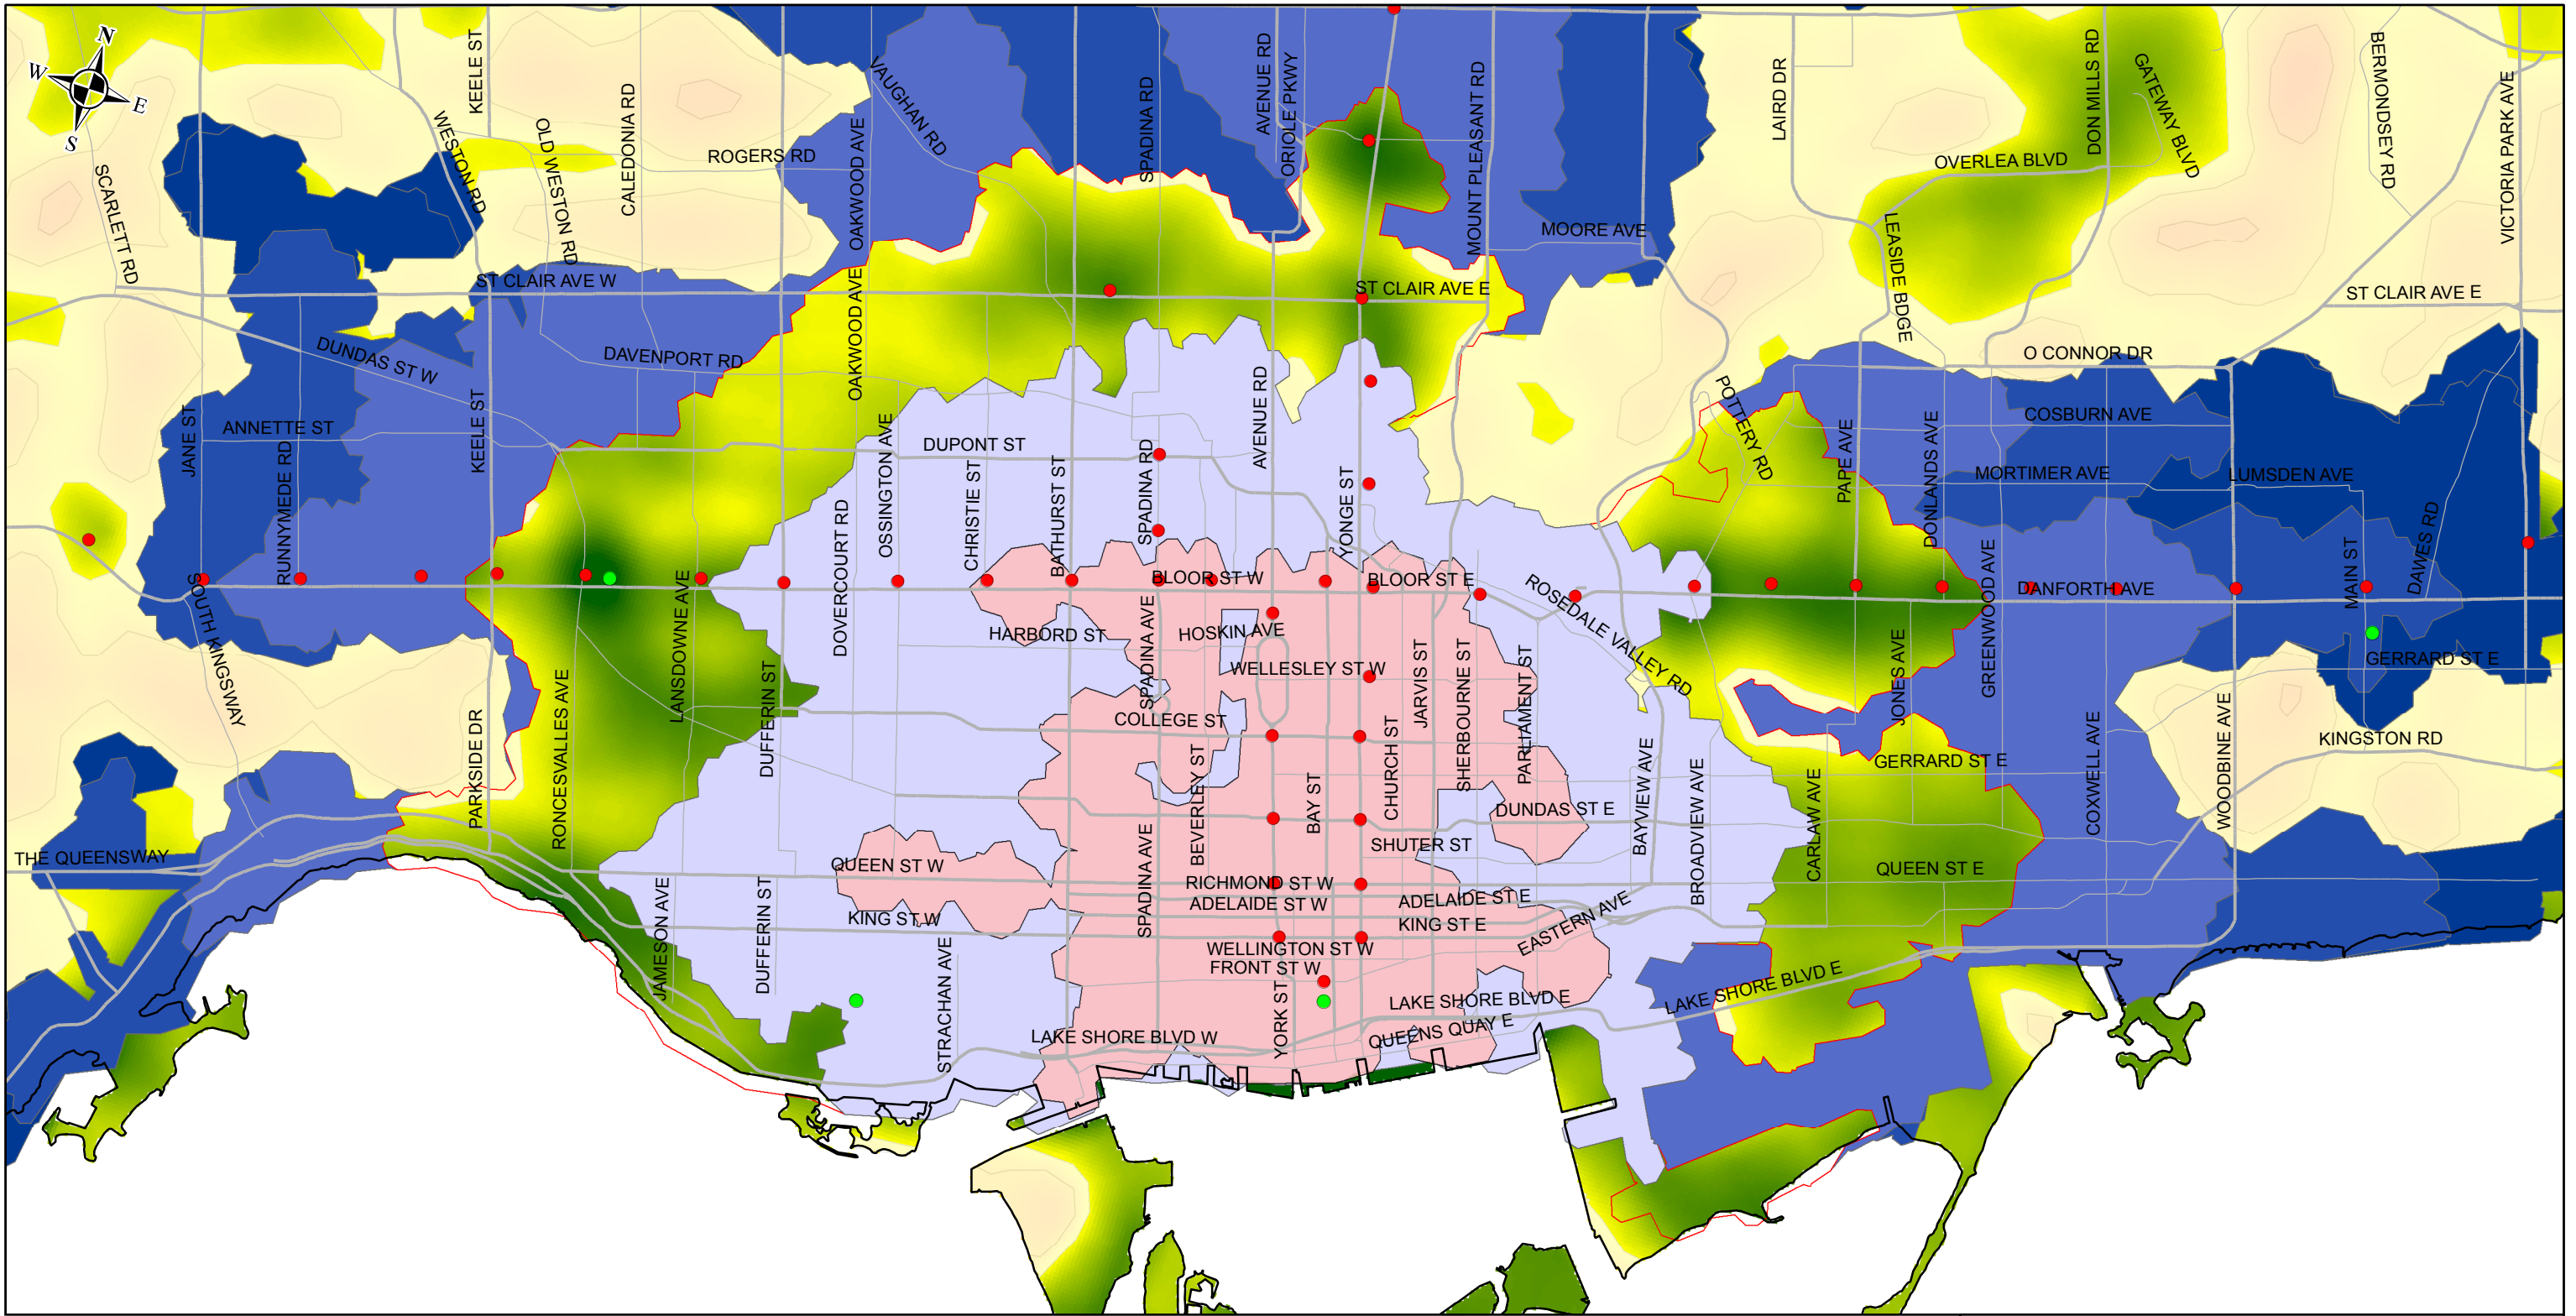 N
W
E
S
KEELE ST
WESTON RD
OLD WESTON RD
CALEDONIA RD
ROGERS RD
OAKWOOD AVE
VAUGHAN RD
SPADINA RD
AVENUE RD
ORIOLE PKWY
MOUNT PLEASANT RD
MOORE AVE
LAIRD DR
OVERLEA BLVD
DON MILLS RD
GATEWAY BLVD
BERMONDSEY RD
VICTORIA PARK AVE
SCARLETT RD
ST CLAIR AVE W
ST CLAIR AVE E
LEASIDE BDGE
ST CLAIR AVE E
DUNDAS ST W
DAVENPORT RD
OAKWOOD AVE
O CONNOR DR
JANE ST
ANNETTE ST
RUNNYMEDE RD
KEELE ST
OSSINGTON AVE
DUPONT ST
CHRISTIE ST
BATHURST ST
SPADINA RD
AVENUE RD
YONGE ST
POTTERY RD
PAPE AVE
DONLANDS AVE
COSBURN AVE
MORTIMER AVE
LUMSDEN AVE
DOVERCOURT RD
BLOOR ST W
BLOOR ST E
ROSEDALE VALLEY RD
GREENWOOD AVE
DANFORTH AVE
MAIN ST
DAWES RD
SOUTH KINGSWAY
LANSDOWNE AVE
DUFFERIN ST
HARBORD ST
SPADINA AVE
HOSKIN AVE
WELLESLEY ST W
JARVIS ST
SHERBOURNE ST
PARLIAMENT ST
JONES AVE
GERRARD ST E
PARKSIDE DR
RONCESVALLES AVE
COLLEGE ST
BEVERLEY ST
BAY ST
CHURCH ST
BAYVIEW AVE
BROADVIEW AVE
GERRARD ST E
CARLAW AVE
COXWELL AVE
WOODBINE AVE
KINGSTON RD
DUNDAS ST E
SHUTER ST
THE QUEENSWAY
QUEEN ST W
QUEEN ST E
RICHMOND ST W
ADELAIDE ST W
ADELAIDE ST E
JAMESON AVE
DUFFERIN ST
KING ST W
STRACHAN AVE
SPADINA AVE
KING ST E
EASTERN AVE
WELLINGTON ST W
FRONT ST W
YORK ST
LAKE SHORE BLVD E
LAKE SHORE BLVD E
LAKE SHORE BLVD W
QUEENS QUAY E